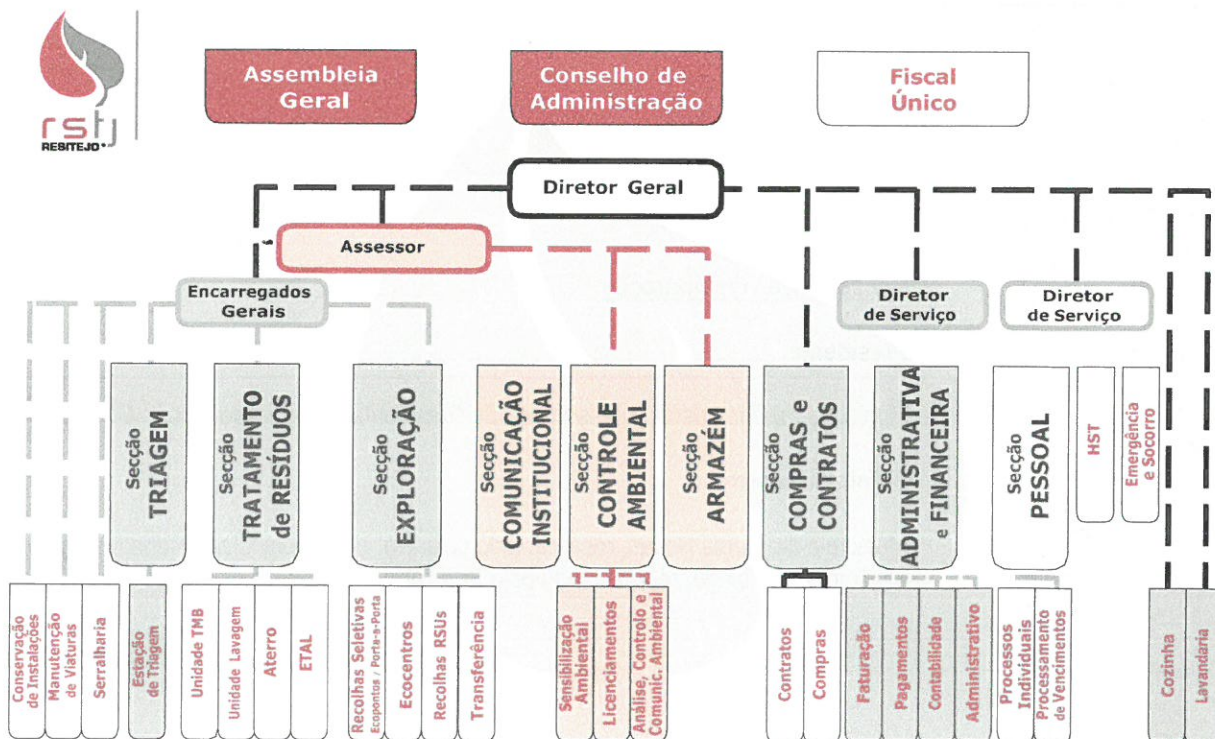 Assembleia
Geral
Conselho de
Administração
Fiscal
Único
rstj
RESITEJO
Diretor Geral
Assessor
Encarregados
Gerais
Diretor
de Serviço
Diretor
de Serviço
Secção
TRIAGEM
Secção
TRATAMENTO
de RESÍDUOS
Secção
EXPLORAÇÃO
Secção
COMUNICAÇÃO
INSTITUCIONAL
Secção
CONTROLE
AMBIENTAL
Secção
ARMAZÉM
Secção
COMPRAS e
CONTRATOS
Secção
ADMINISTRATIVA
e FINANCEIRA
Secção
PESSOAL
HST
Emergência
e Socorro
Conservação
de Instalações
Manutenção
de Viaturas
Serralharia
Estação
de Triagem
Unidade TMB
Unidade Lavagem
Aterro
ETAL
Recolhas Seletivas
Ecopontos / Porta-a-Porta
Ecocentros
Recolhas RSUs
Transferência
Sensibilização
Ambiental
Licenciamentos
Análise, Controlo e
Comunic. Ambiental
Contratos
Compras
Faturação
Pagamentos
Contabilidade
Administrativo
Processos
Individuais
Processamento
de Vencimentos
Cozinha
Lavandaria